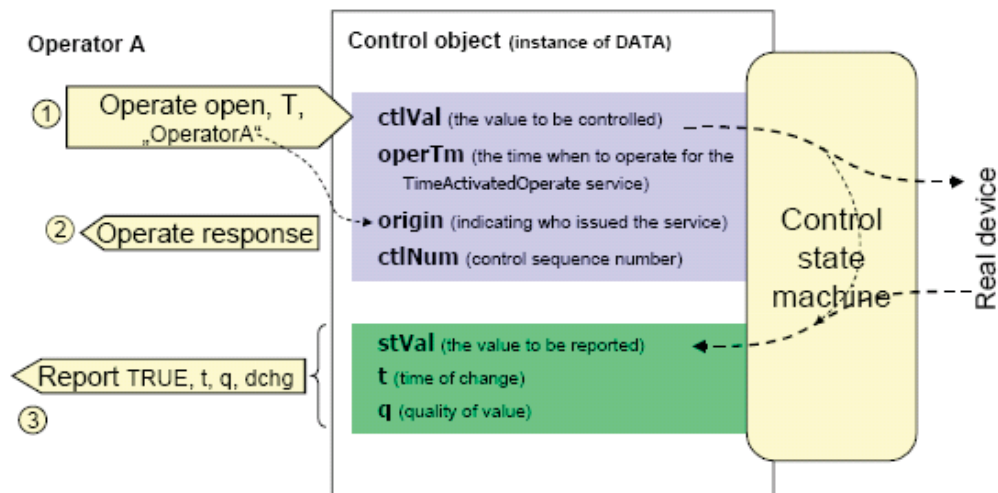 Operator A
Control object (instance of DATA)
1
Operate open, T,
„OperatorA“
ctlVal (the value to be controlled)
operTm (the time when to operate for the
TimeActivatedOperate service)
origin (indicating who issued the service)
ctlNum (control sequence number)
2
Operate response
Control
state
machine
Real device
stVal (the value to be reported)
t (time of change)
q (quality of value)
Report TRUE, t, q, dchg
3